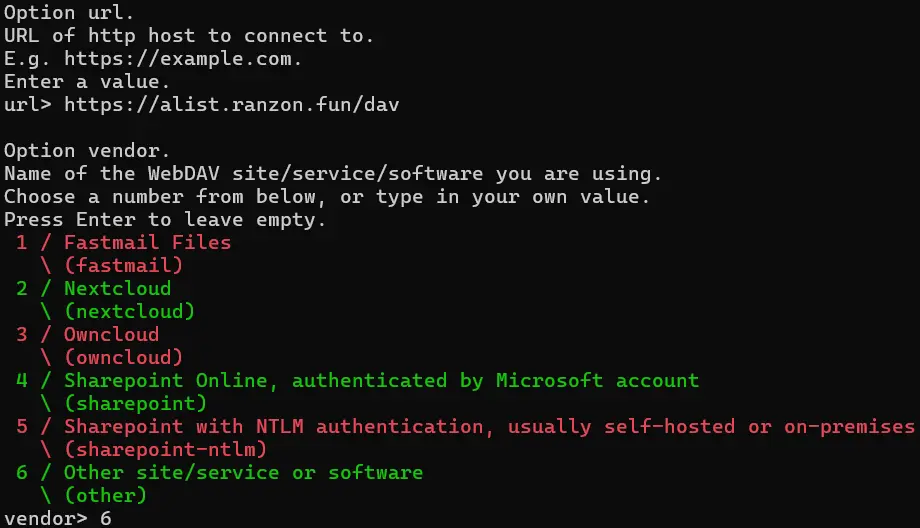 Option url.
URL of http host to connect to.
E.g. https://example.com.
Enter a value.
url> https://alist.ranzon.fun/dav
Option vendor.
Name of the WebDAV site/service/software you are using.
Choose a number from below, or type in your own value.
Press Enter to leave empty.
1 / Fastmail Files
\ (fastmail)
2 / Nextcloud
\ (nextcloud)
3 / Owncloud
\ (owncloud)
4 / Sharepoint Online, authenticated by Microsoft account
\ (sharepoint)
5 / Sharepoint with NTLM authentication, usually self-hosted or on-premises
\ (sharepoint-ntlm)
6 / Other site/service or software
\ (other)
vendor> 6